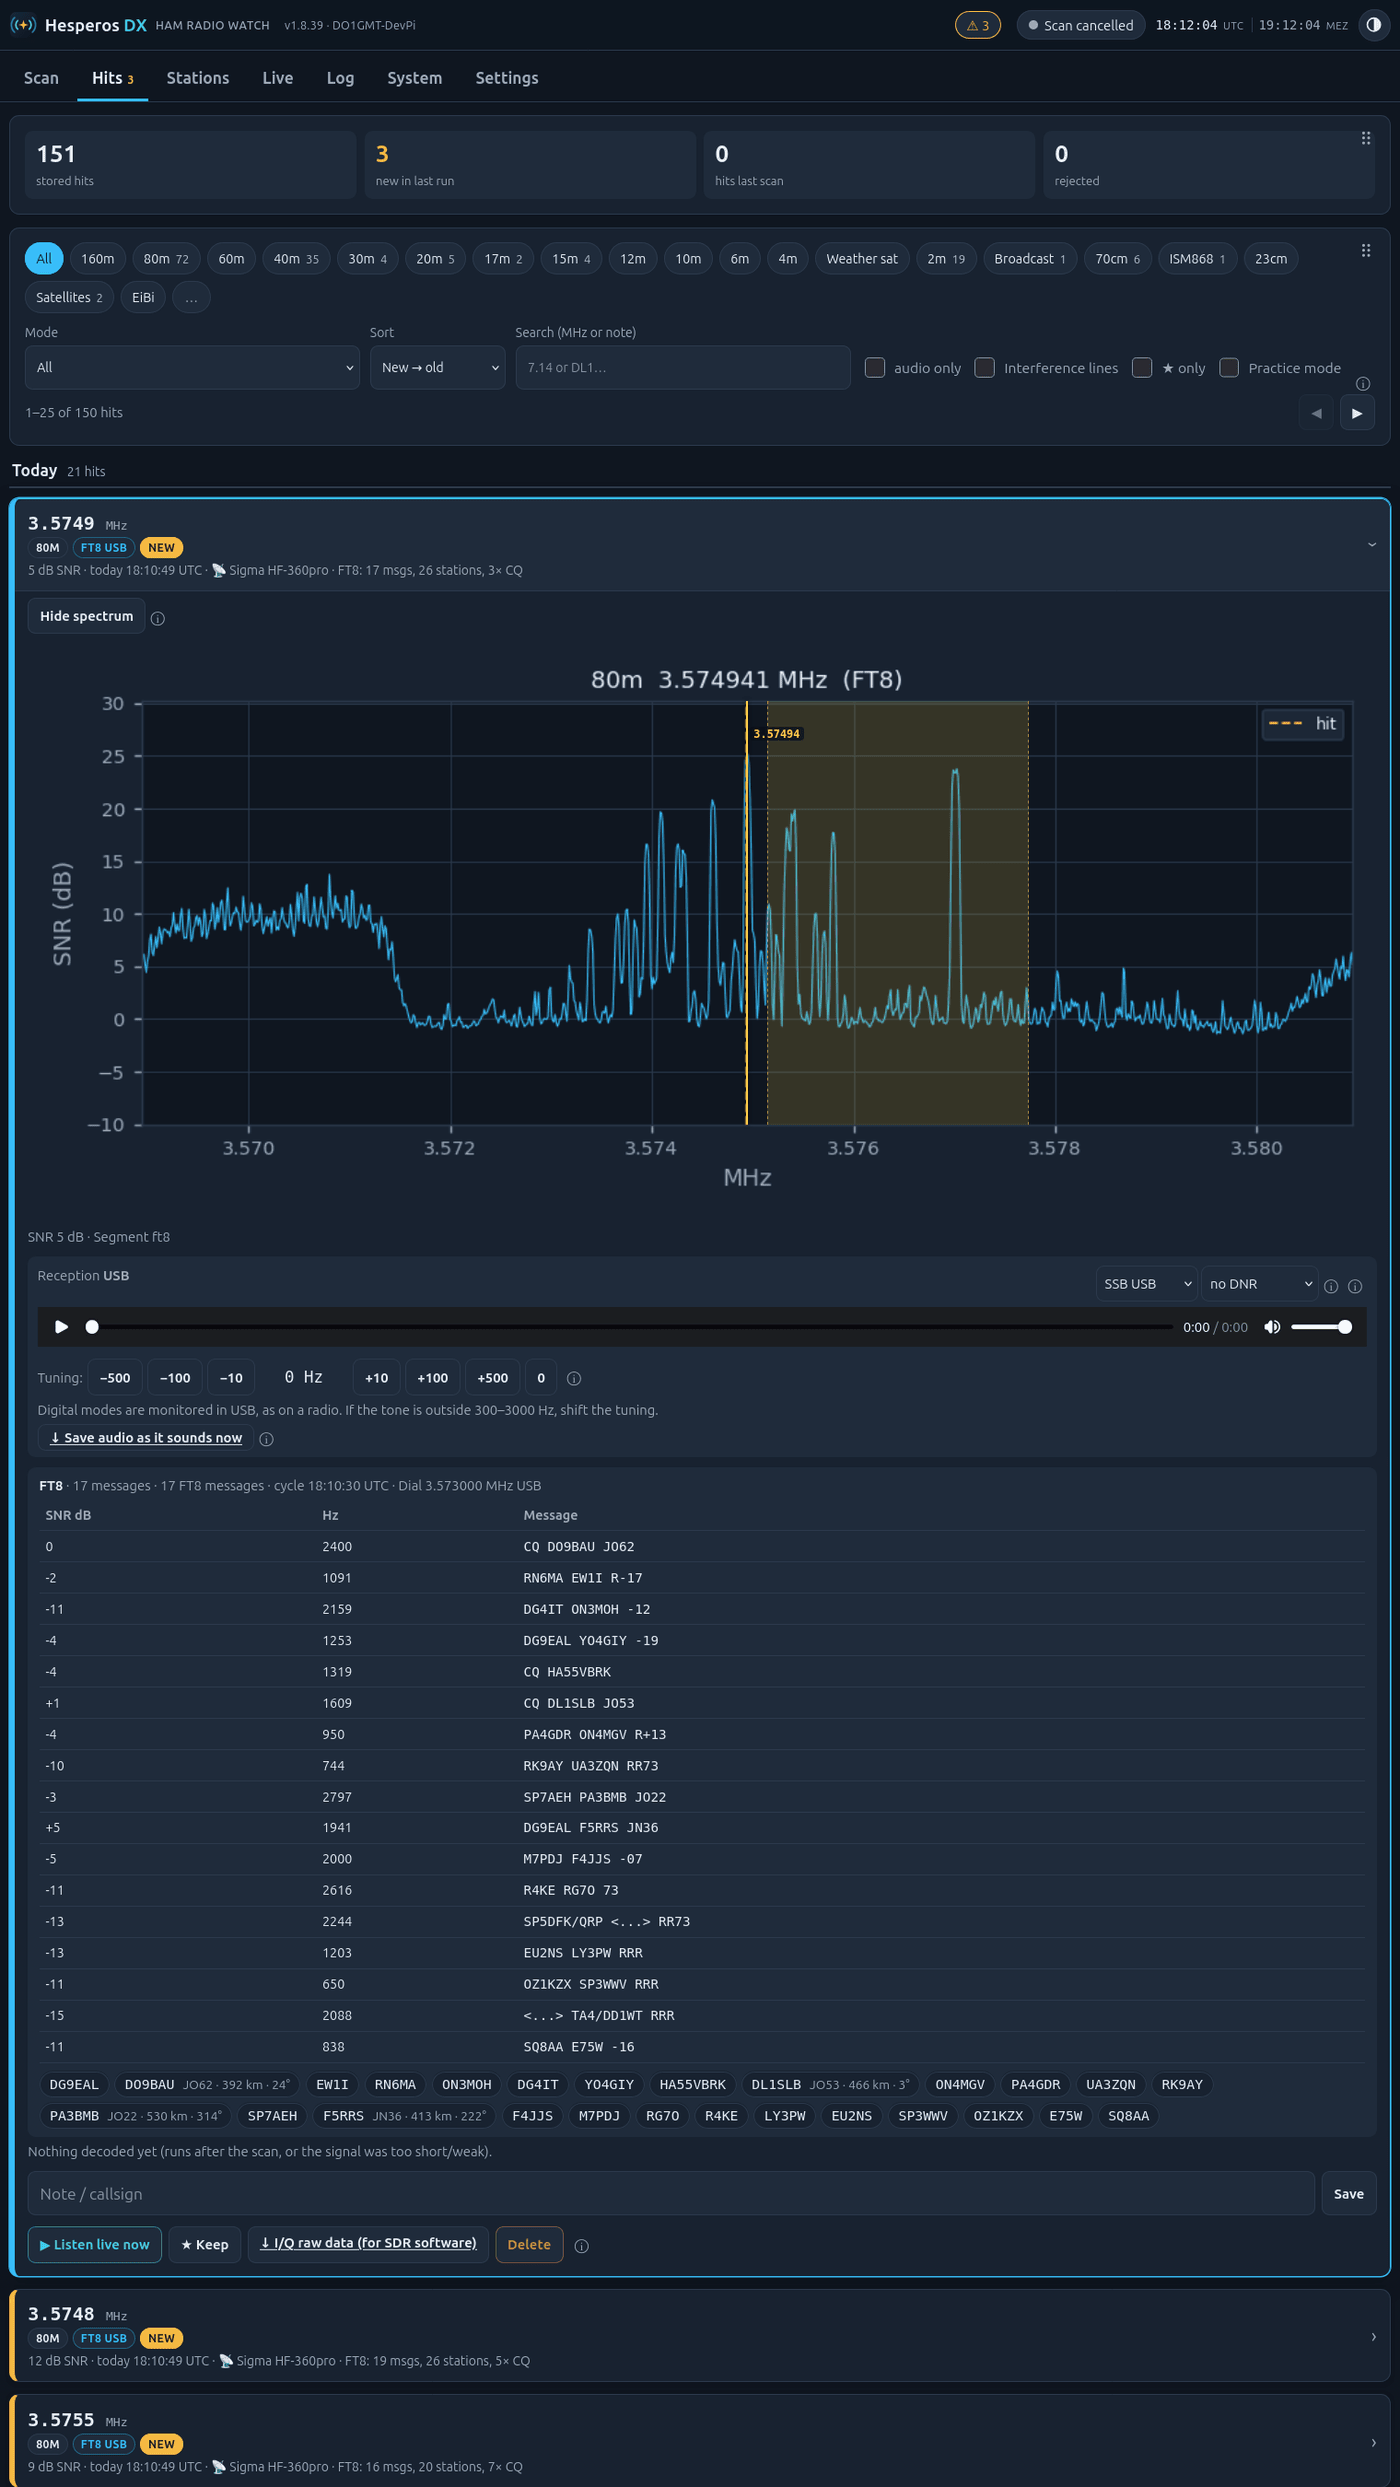 Hesperos DX HAM RADIO WATCH v1.8.39 · DO1GMT-DevPi ⚠ 3 Scan cancelled 18:12:04 UTC 19:12:04 MEZ
Scan Hits 3 Stations Live Log System Settings
151 3 0 0
stored hits new in last run hits last scan rejected
All 160m 80m 72 60m 40m 35 30m 4 20m 5 17m 2 15m 4 12m 10m 6m 4m Weather sat 2m 19 Broadcast 1 70cm 6 ISM868 1 23cm
Satellites 2 EiBi ...
Mode Sort Search (MHz or note)
All New → old 7.14 or DL1... audio only Interference lines ★ only Practice mode ⓘ
1–25 of 150 hits ◀ ▶
Today 21 hits
3.5749 MHz
80M FT8 USB NEW
5 dB SNR · today 18:10:49 UTC · 📡 Sigma HF-360pro · FT8: 17 msgs, 26 stations, 3× CQ
Hide spectrum ⓘ
80m 3.574941 MHz (FT8)
30
hit
3.57494
25
20
15
10
5
0
−5
−10
SNR (dB)
3.570 3.572 3.574 3.576 3.578 3.580
MHz
SNR 5 dB · Segment ft8
Reception USB SSB USB no DNR ⓘ ⓘ
0:00 / 0:00
Tuning: −500 −100 −10 0 Hz +10 +100 +500 0 ⓘ
Digital modes are monitored in USB, as on a radio. If the tone is outside 300–3000 Hz, shift the tuning.
↓ Save audio as it sounds now ⓘ
FT8 · 17 messages · 17 FT8 messages · cycle 18:10:30 UTC · Dial 3.573000 MHz USB
SNR dB Hz Message
0 2400 CQ DO9BAU JO62
-2 1091 RN6MA EW1I R-17
-11 2159 DG4IT ON3MOH -12
-4 1253 DG9EAL YO4GIY -19
-4 1319 CQ HA55VBRK
+1 1609 CQ DL1SLB JO53
-4 950 PA4GDR ON4MGV R+13
-10 744 RK9AY UA3ZQN RR73
-3 2797 SP7AEH PA3BMB JO22
+5 1941 DG9EAL F5RRS JN36
-5 2000 M7PDJ F4JJS -07
-11 2616 R4KE RG7O 73
-13 2244 SP5DFK/QRP <...> RR73
-13 1203 EU2NS LY3PW RRR
-11 650 OZ1KZX SP3WWV RRR
-15 2088 <...> TA4/DD1WT RRR
-11 838 SQ8AA E75W -16
DG9EAL DO9BAU JO62 · 392 km · 24° EW1I RN6MA ON3MOH DG4IT YO4GIY HA55VBRK DL1SLB JO53 · 466 km · 3° ON4MGV PA4GDR UA3ZQN RK9AY
PA3BMB JO22 · 530 km · 314° SP7AEH F5RRS JN36 · 413 km · 222° F4JJS M7PDJ RG7O R4KE LY3PW EU2NS SP3WWV OZ1KZX E75W SQ8AA
Nothing decoded yet (runs after the scan, or the signal was too short/weak).
Note / callsign Save
▶ Listen live now ★ Keep ↓ I/Q raw data (for SDR software) Delete ⓘ
3.5748 MHz
80M FT8 USB NEW
12 dB SNR · today 18:10:49 UTC · 📡 Sigma HF-360pro · FT8: 19 msgs, 26 stations, 5× CQ
3.5755 MHz
80M FT8 USB NEW
9 dB SNR · today 18:10:49 UTC · 📡 Sigma HF-360pro · FT8: 16 msgs, 20 stations, 7× CQ